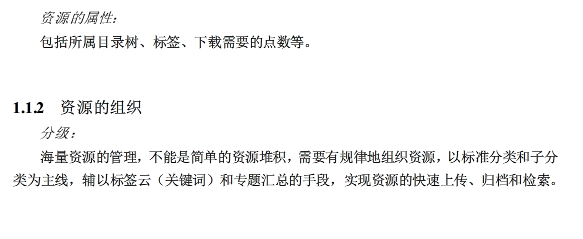 资源的属性：
包括所属目录树、标签、下载需要的点数等。
1.1.2 资源的组织
分级：
海量资源的管理，不能是简单的资源堆积，需要有规律地组织资源，以标准分类和子分
类为主线，辅以标签云（关键词）和专题汇总的手段，实现资源的快速上传、归档和检索。